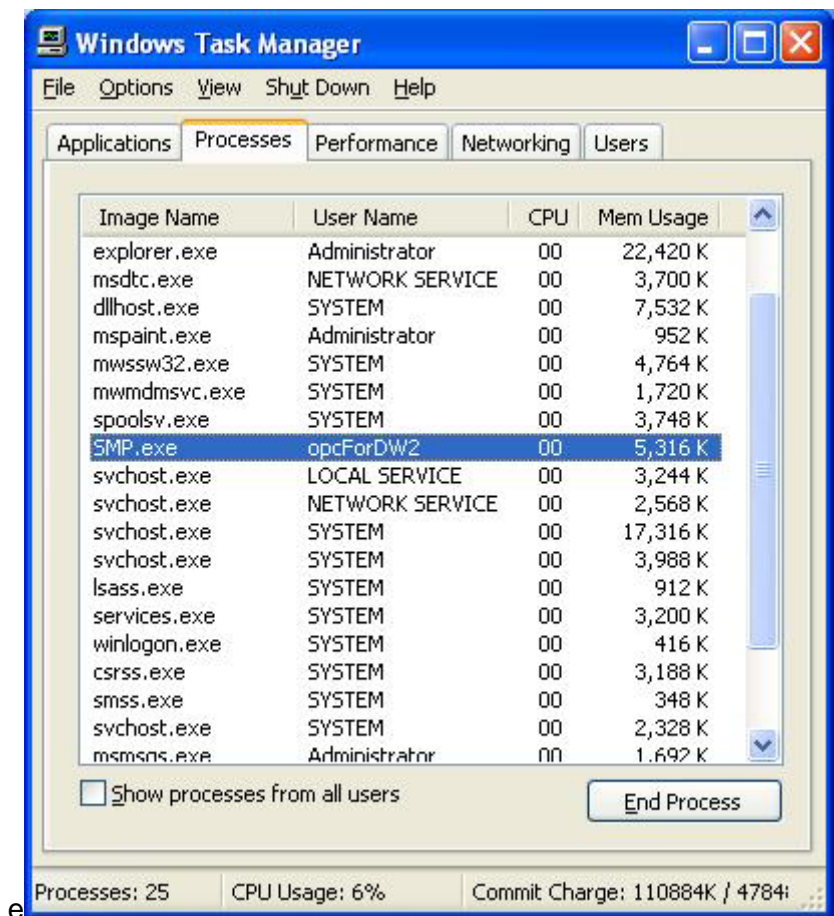 Windows Task Manager
File Options View Shut Down Help
Applications Processes Performance Networking Users
Image Name User Name CPU Mem Usage
explorer.exe Administrator 00 22,420 K
msdtc.exe NETWORK SERVICE 00 3,700 K
dllhost.exe SYSTEM 00 7,532 K
mspaint.exe Administrator 00 952 K
mwssw32.exe SYSTEM 00 4,764 K
mwmdmsvc.exe SYSTEM 00 1,720 K
spoolsv.exe SYSTEM 00 3,748 K
SMP.exe opcForDW2 00 5,316 K
svchost.exe LOCAL SERVICE 00 3,244 K
svchost.exe NETWORK SERVICE 00 2,568 K
svchost.exe SYSTEM 00 17,316 K
svchost.exe SYSTEM 00 3,988 K
lsass.exe SYSTEM 00 912 K
services.exe SYSTEM 00 3,200 K
winlogon.exe SYSTEM 00 416 K
csrss.exe SYSTEM 00 3,188 K
smss.exe SYSTEM 00 348 K
svchost.exe SYSTEM 00 2,328 K
msmsgs.exe Administrator 00 1,692 K
Show processes from all users
End Process
e
Processes: 25 CPU Usage: 6% Commit Charge: 110884K / 4784